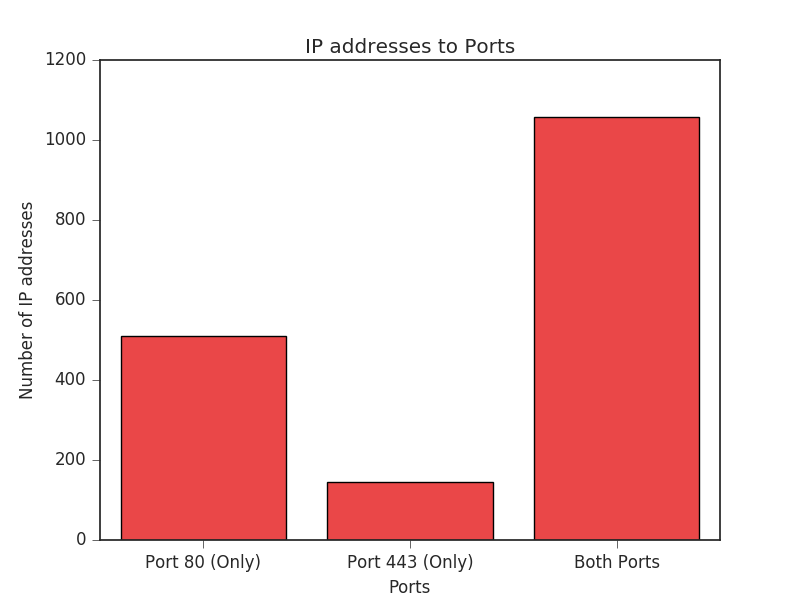 IP addresses to Ports
1200
1000
800
600
400
200
0
Number of IP addresses
Port 80 (Only)
Port 443 (Only)
Both Ports
Ports